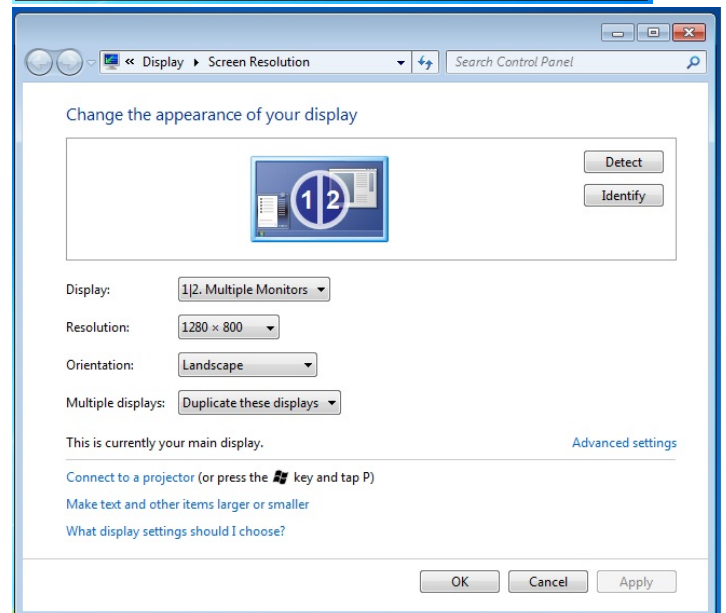 « Display ▸ Screen Resolution
Search Control Panel
Change the appearance of your display
1|2
Detect
Identify
Display: 1|2. Multiple Monitors
Resolution: 1280 × 800
Orientation: Landscape
Multiple displays: Duplicate these displays
This is currently your main display. Advanced settings
Connect to a projector (or press the key and tap P)
Make text and other items larger or smaller
What display settings should I choose?
OK Cancel Apply